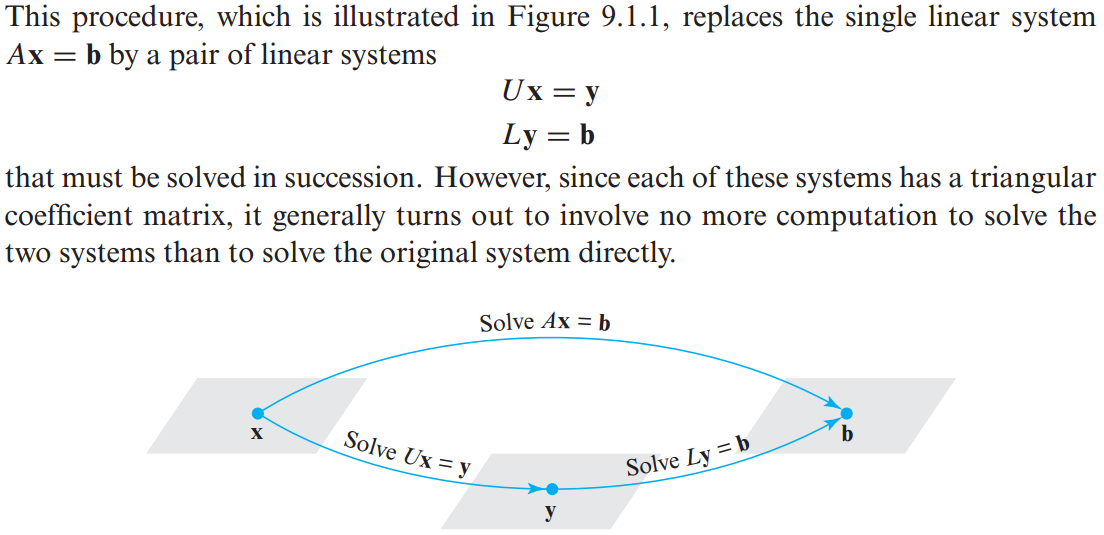 This procedure, which is illustrated in Figure 9.1.1, replaces the single linear system
Ax = b by a pair of linear systems
Ux = y
Ly = b
that must be solved in succession. However, since each of these systems has a triangular
coefficient matrix, it generally turns out to involve no more computation to solve the
two systems than to solve the original system directly.
Solve Ax = b
x
b
Solve Ux = y
Solve Ly = b
y